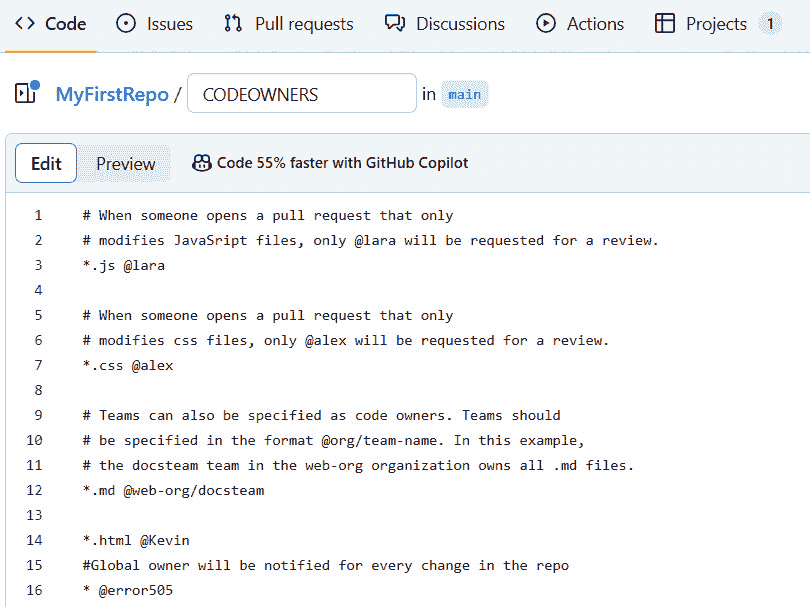 Code Issues Pull requests Discussions Actions Projects 1
MyFirstRepo / CODEOWNERS in main
Edit Preview Code 55% faster with GitHub Copilot
1 # When someone opens a pull request that only
2 # modifies JavaSript files, only @lara will be requested for a review.
3 *.js @lara
4
5 # When someone opens a pull request that only
6 # modifies css files, only @alex will be requested for a review.
7 *.css @alex
8
9 # Teams can also be specified as code owners. Teams should
10 # be specified in the format @org/team-name. In this example,
11 # the docsteam team in the web-org organization owns all .md files.
12 *.md @web-org/docsteam
13
14 *.html @Kevin
15 #Global owner will be notified for every change in the repo
16 * @error505